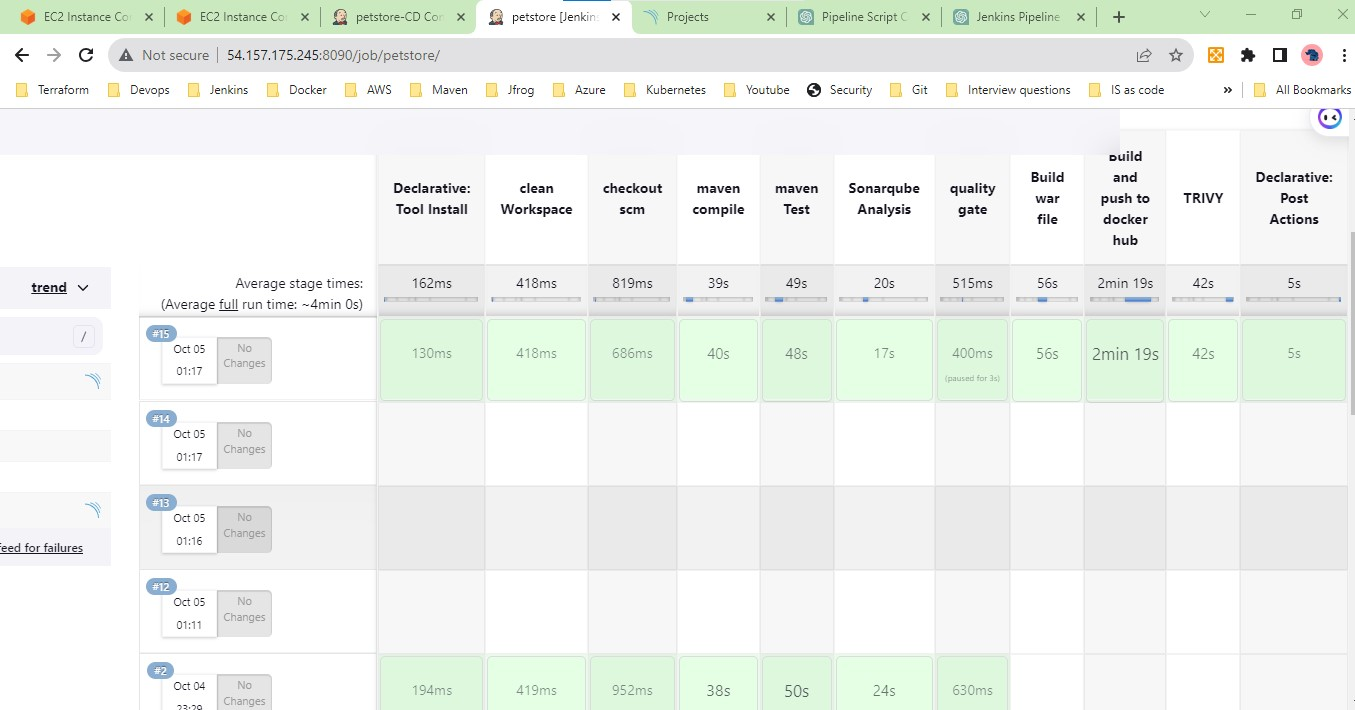 EC2 Instance Co
EC2 Instance Co
petstore-CD Con
petstore [Jenkins
Projects
Pipeline Script C
Jenkins Pipeline
Not secure
54.157.175.245:8090/job/petstore/
Terraform
Devops
Jenkins
Docker
AWS
Maven
Jfrog
Azure
Kubernetes
Youtube
Security
Git
Interview questions
IS as code
»
All Bookmarks
Declarative:
Tool Install
clean
Workspace
checkout
scm
maven
compile
maven
Test
Sonarqube
Analysis
quality
gate
Build
war
file
Build
and
push to
docker
hub
TRIVY
Declarative:
Post
Actions
trend
/
feed for failures
Average stage times:
(Average full run time: ~4min 0s)
162ms
418ms
819ms
39s
49s
20s
515ms
56s
2min 19s
42s
5s
#15
Oct 05
01:17
No
Changes
130ms
418ms
686ms
40s
48s
17s
400ms
(paused for 3s)
56s
2min 19s
42s
5s
#14
Oct 05
01:17
No
Changes
#13
Oct 05
01:16
No
Changes
#12
Oct 05
01:11
No
Changes
#2
Oct 04
23:29
No
Changes
194ms
419ms
952ms
38s
50s
24s
630ms